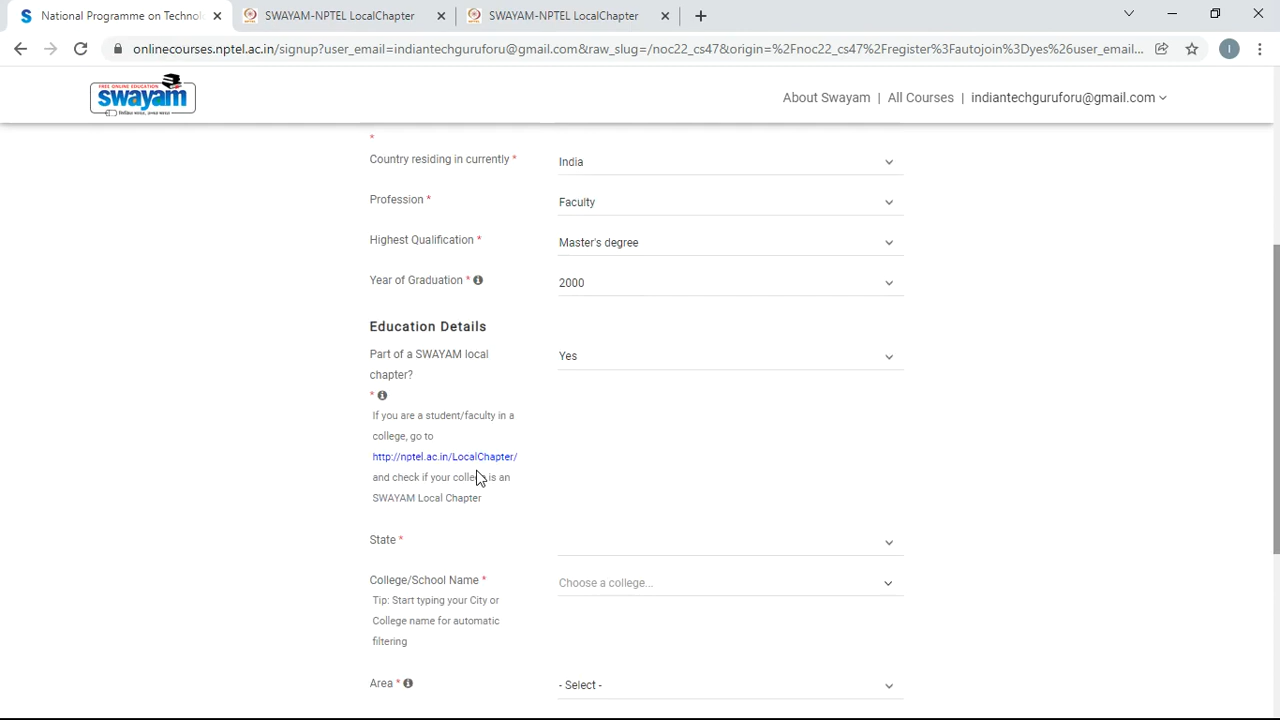 National Programme on Technol
SWAYAM-NPTEL LocalChapter
SWAYAM-NPTEL LocalChapter
onlinecourses.nptel.ac.in/signup?user_email=indiantechguruforu@gmail.com&raw_slug=/noc22_cs47&origin=%2Fnoc22_cs47%2Fregister%3Fautojoin%3Dyes%26user_email...
I
FREE ONLINE EDUCATION
swayam
About Swayam | All Courses | indiantechguruforu@gmail.com
*
Country residing in currently * India
Profession * Faculty
Highest Qualification * Master's degree
Year of Graduation * 2000
Education Details
Part of a SWAYAM local Yes
chapter?
*
If you are a student/faculty in a
college, go to
http://nptel.ac.in/LocalChapter/
and check if your college is an
SWAYAM Local Chapter
State *
College/School Name * Choose a college...
Tip: Start typing your City or
College name for automatic
filtering
Area * - Select -